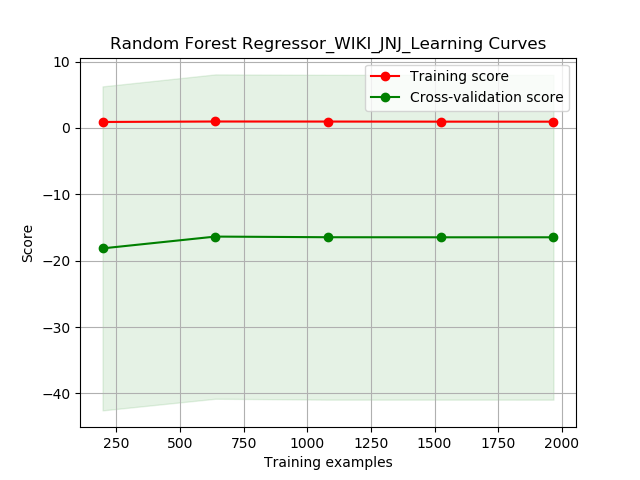 Random Forest Regressor_WIKI_JNJ_Learning Curves
Training score
Cross-validation score
Score
10
0
−10
−20
−30
−40
250 500 750 1000 1250 1500 1750 2000
Training examples